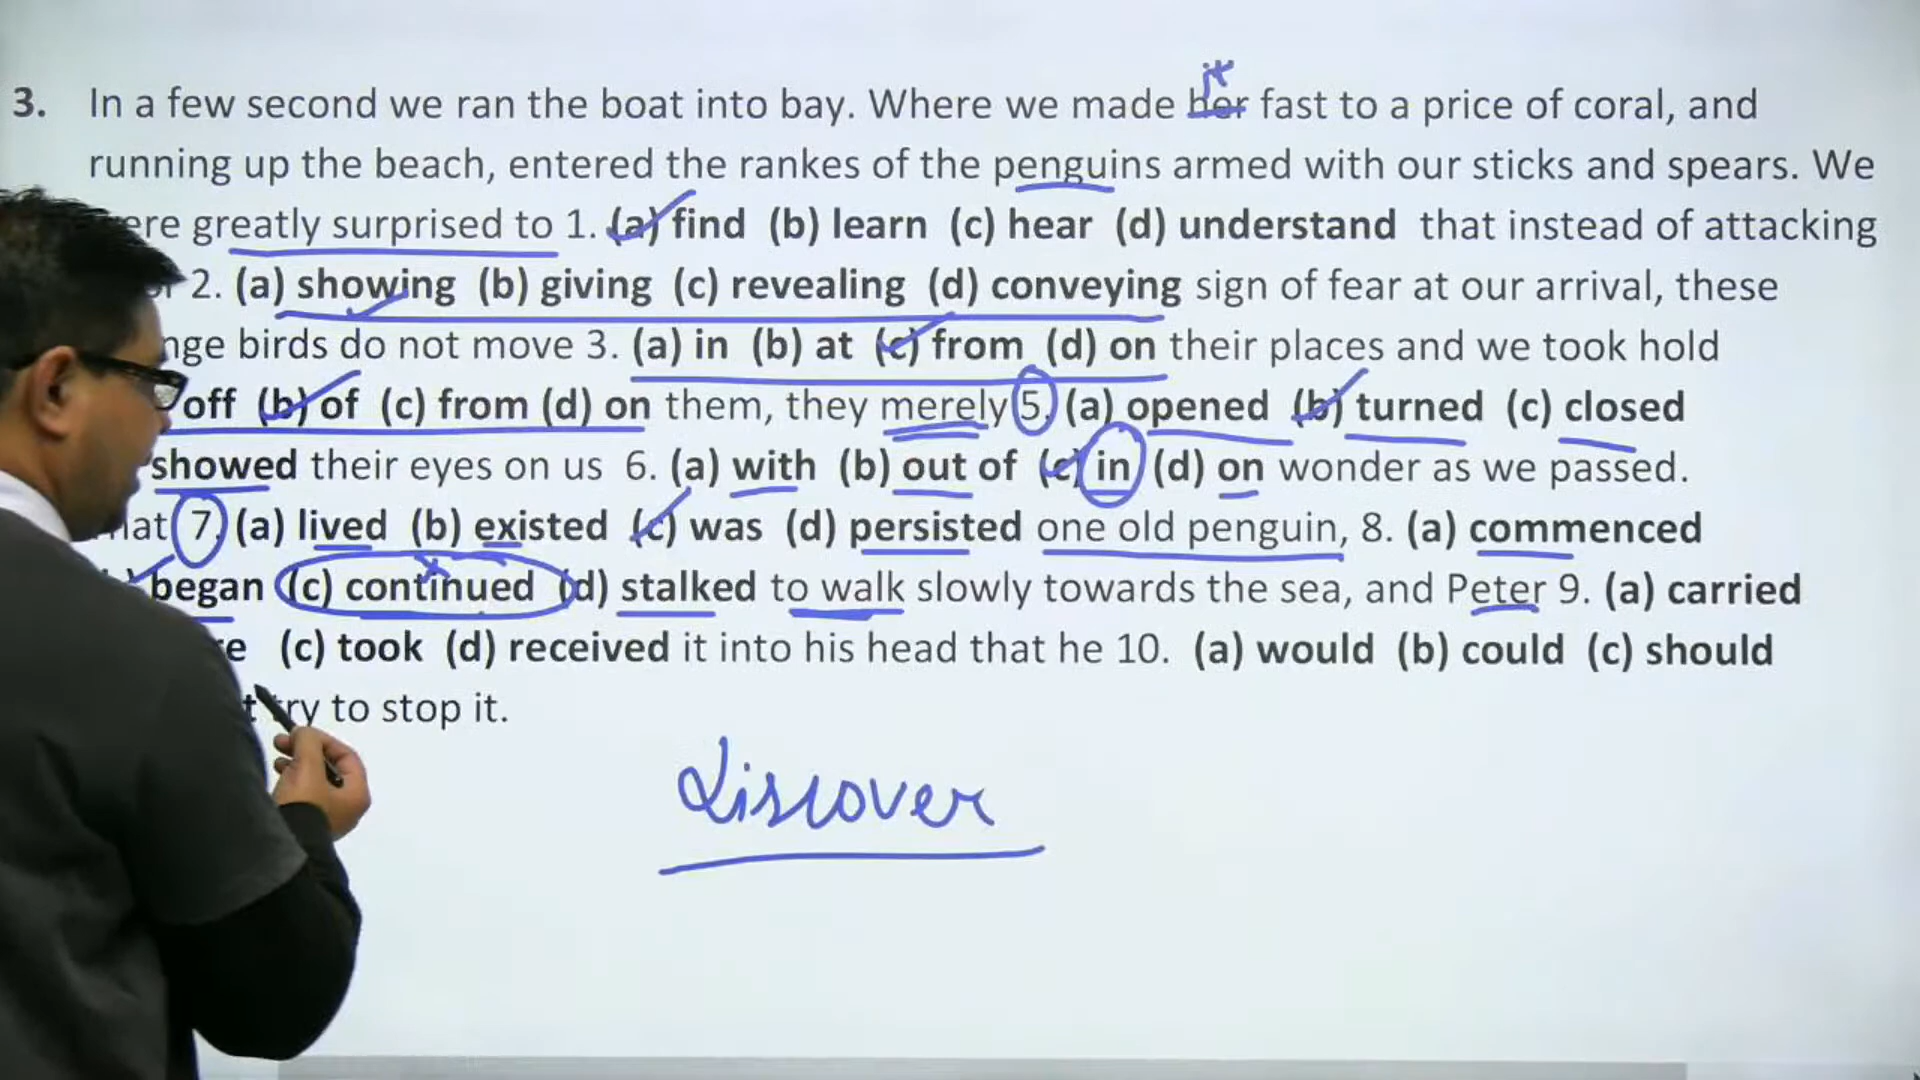 3. In a few second we ran the boat into bay. Where we made her fast to a price of coral, and
it
running up the beach, entered the rankes of the penguins armed with our sticks and spears. We
greatly surprised to 1. (a) find (b) learn (c) hear (d) understand that instead of attacking
2. (a) showing (b) giving (c) revealing (d) conveying sign of fear at our arrival, these
birds do not move 3. (a) in (b) at (c) from (d) on their places and we took hold
off (b) of (c) from (d) on them, they merely 5. (a) opened (b) turned (c) closed
showed their eyes on us 6. (a) with (b) out of (c) in (d) on wonder as we passed.
7. (a) lived (b) existed (c) was (d) persisted one old penguin, 8. (a) commenced
began (c) continued (d) stalked to walk slowly towards the sea, and Peter 9. (a) carried
(c) took (d) received it into his head that he 10. (a) would (b) could (c) should
try to stop it.
Discover